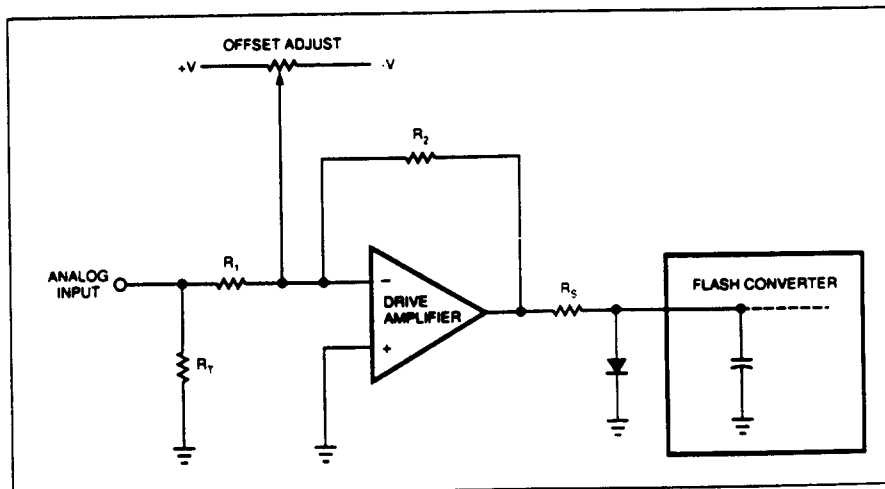 OFFSET ADJUST
+V
-V
R2
R1
ANALOG
INPUT
RT
−
DRIVE
AMPLIFIER
+
RS
FLASH CONVERTER